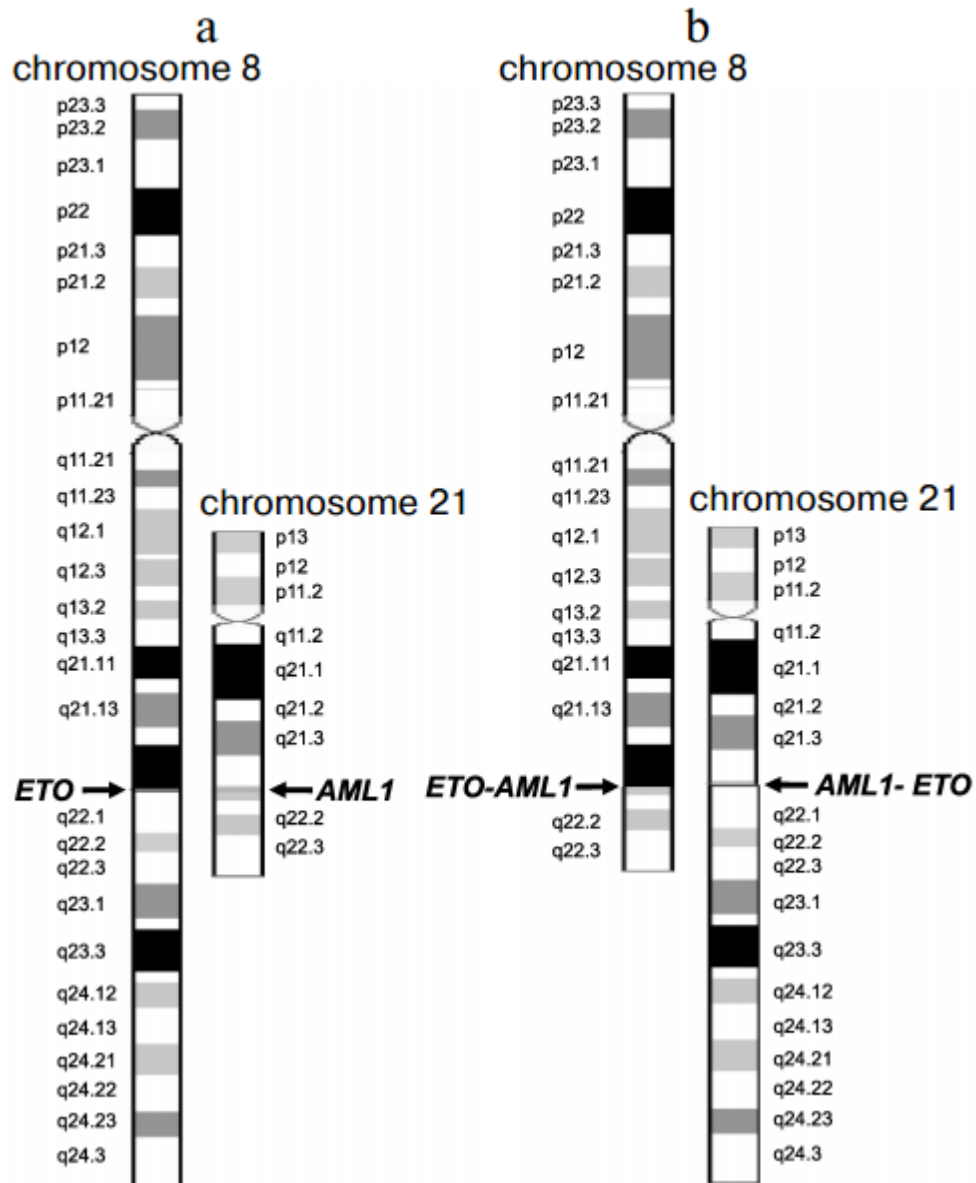 a
chromosome 8
p23.3
p23.2
p23.1
p22
p21.3
p21.2
p12
p11.21
q11.21
q11.23
q12.1
q12.3
q13.2
q13.3
q21.11
q21.13
ETO
q22.1
q22.2
q22.3
q23.1
q23.3
q24.12
q24.13
q24.21
q24.22
q24.23
q24.3
chromosome 21
p13
p12
p11.2
q11.2
q21.1
q21.2
q21.3
AML1
q22.2
q22.3
b
chromosome 8
p23.3
p23.2
p23.1
p22
p21.3
p21.2
p12
p11.21
q11.21
q11.23
q12.1
q12.3
q13.2
q13.3
q21.11
q21.13
ETO-AML1
q22.2
q22.3
chromosome 21
p13
p12
p11.2
q11.2
q21.1
q21.2
q21.3
AML1- ETO
q22.1
q22.2
q22.3
q23.1
q23.3
q24.12
q24.13
q24.21
q24.22
q24.23
q24.3